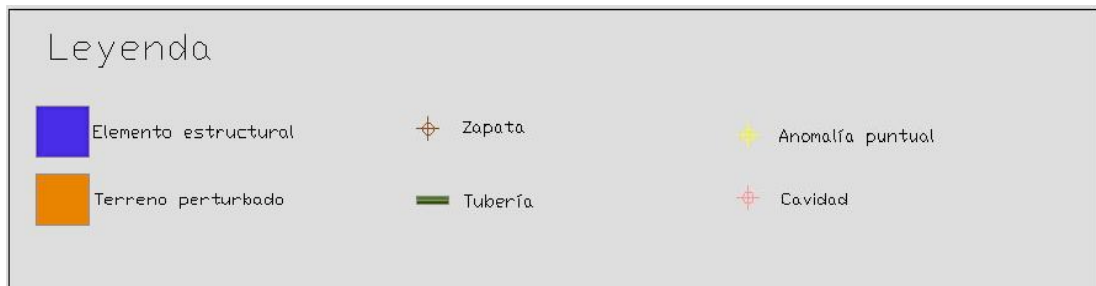 Leyenda
Elemento estructural
Zapata
Anomalía puntual
Terreno perturbado
Tubería
Cavidad